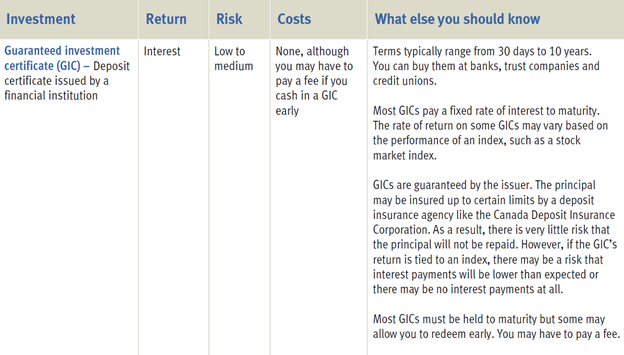 Investment
Return
Risk
Costs
What else you should know
Guaranteed investment
certificate (GIC) – Deposit
certificate issued by a
financial institution
Interest
Low to
medium
None, although
you may have to
pay a fee if you
cash in a GIC
early
Terms typically range from 30 days to 10 years.
You can buy them at banks, trust companies and
credit unions.
Most GICs pay a fixed rate of interest to maturity.
The rate of return on some GICs may vary based on
the performance of an index, such as a stock
market index.
GICs are guaranteed by the issuer. The principal
may be insured up to certain limits by a deposit
insurance agency like the Canada Deposit Insurance
Corporation. As a result, there is very little risk that
the principal will not be repaid. However, if the GIC’s
return is tied to an index, there may be a risk that
interest payments will be lower than expected or
there may be no interest payments at all.
Most GICs must be held to maturity but some may
allow you to redeem early. You may have to pay a fee.